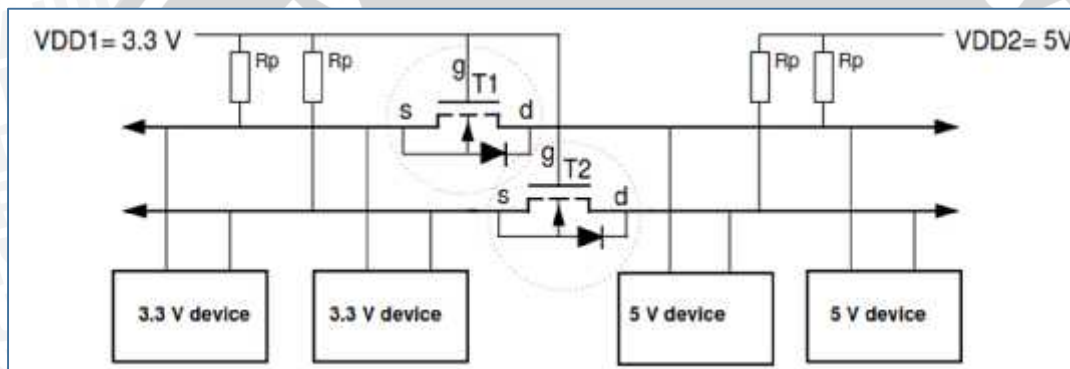 VDD1= 3.3 V
Rp
Rp
g
T1
s
d
Rp
Rp
VDD2= 5V
g
T2
s
d
3.3 V device
3.3 V device
5 V device
5 V device